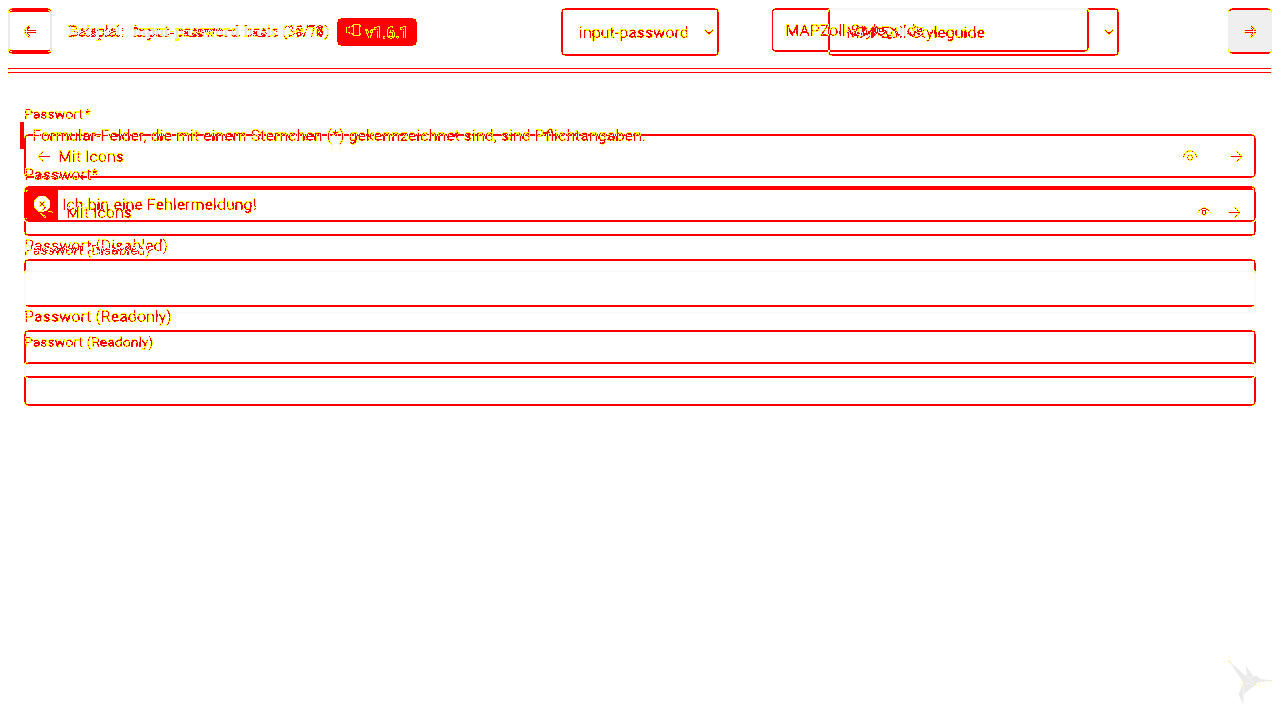 Beispiel: input-password basic v1.6.1 input-password MAPZoll Styleguide
Passwort*
Formular-Felder, die mit einem Sternchen (*) gekennzeichnet sind, sind Pflichtangaben.
Mit Icons
Passwort*
Ich bin eine Fehlermeldung!
Mit Icons
Passwort (Disabled)
Passwort (Disabled)
Passwort (Readonly)
Passwort (Readonly)